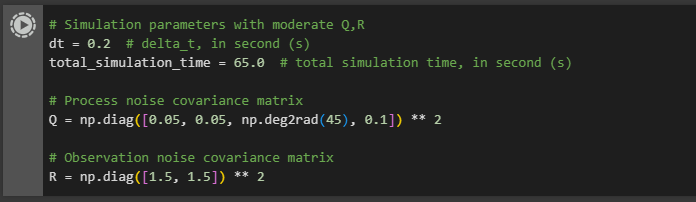 # Simulation parameters with moderate Q,R
dt = 0.2  # delta_t, in second (s)
total_simulation_time = 65.0  # total simulation time, in second (s)
# Process noise covariance matrix
Q = np.diag([0.05, 0.05, np.deg2rad(45), 0.1]) ** 2
# Observation noise covariance matrix
R = np.diag([1.5, 1.5]) ** 2